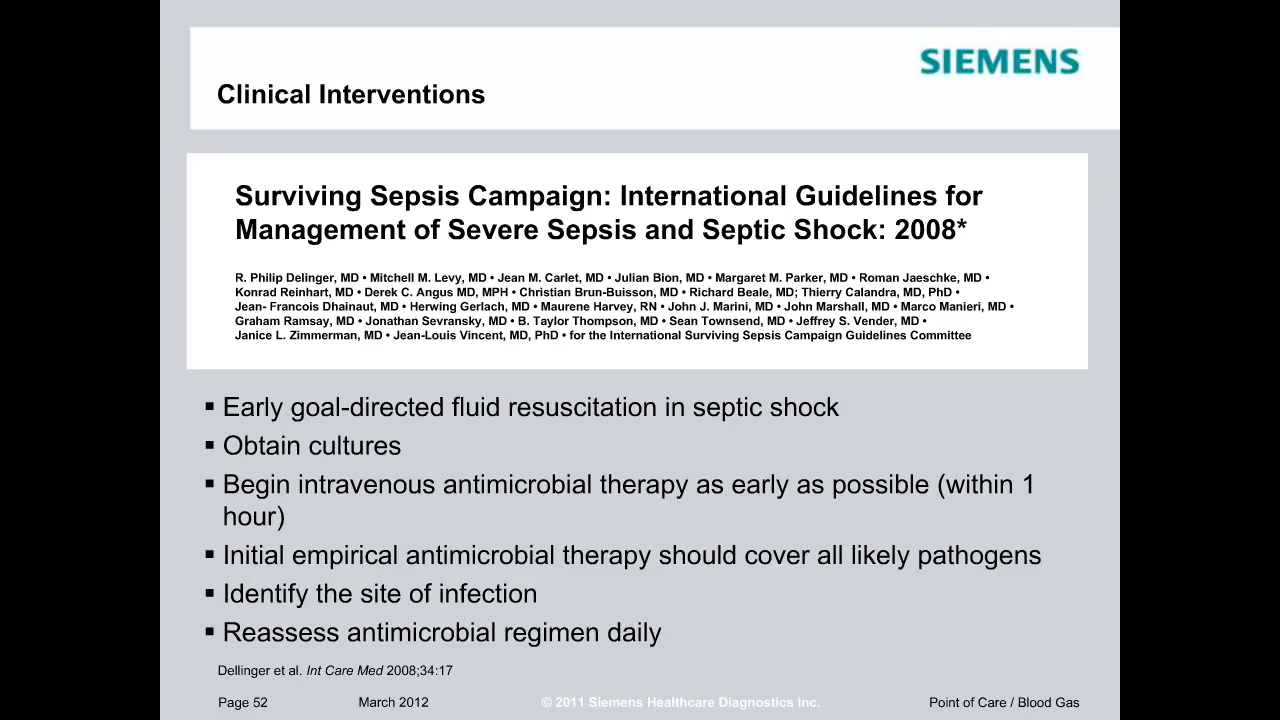 SIEMENS
Clinical Interventions
Surviving Sepsis Campaign: International Guidelines for
Management of Severe Sepsis and Septic Shock: 2008*
R. Philip Delinger, MD • Mitchell M. Levy, MD • Jean M. Carlet, MD • Julian Bion, MD • Margaret M. Parker, MD • Roman Jaeschke, MD •
Konrad Reinhart, MD • Derek C. Angus MD, MPH • Christian Brun-Buisson, MD • Richard Beale, MD; Thierry Calandra, MD, PhD •
Jean- Francois Dhainaut, MD • Herwing Gerlach, MD • Maurene Harvey, RN • John J. Marini, MD • John Marshall, MD • Marco Manieri, MD •
Graham Ramsay, MD • Jonathan Sevransky, MD • B. Taylor Thompson, MD • Sean Townsend, MD • Jeffrey S. Vender, MD •
Janice L. Zimmerman, MD • Jean-Louis Vincent, MD, PhD • for the International Surviving Sepsis Campaign Guidelines Committee
▪ Early goal-directed fluid resuscitation in septic shock
▪ Obtain cultures
▪ Begin intravenous antimicrobial therapy as early as possible (within 1
hour)
▪ Initial empirical antimicrobial therapy should cover all likely pathogens
▪ Identify the site of infection
▪ Reassess antimicrobial regimen daily
Dellinger et al. Int Care Med 2008;34:17
Page 52 March 2012 © 2011 Siemens Healthcare Diagnostics Inc. Point of Care / Blood Gas